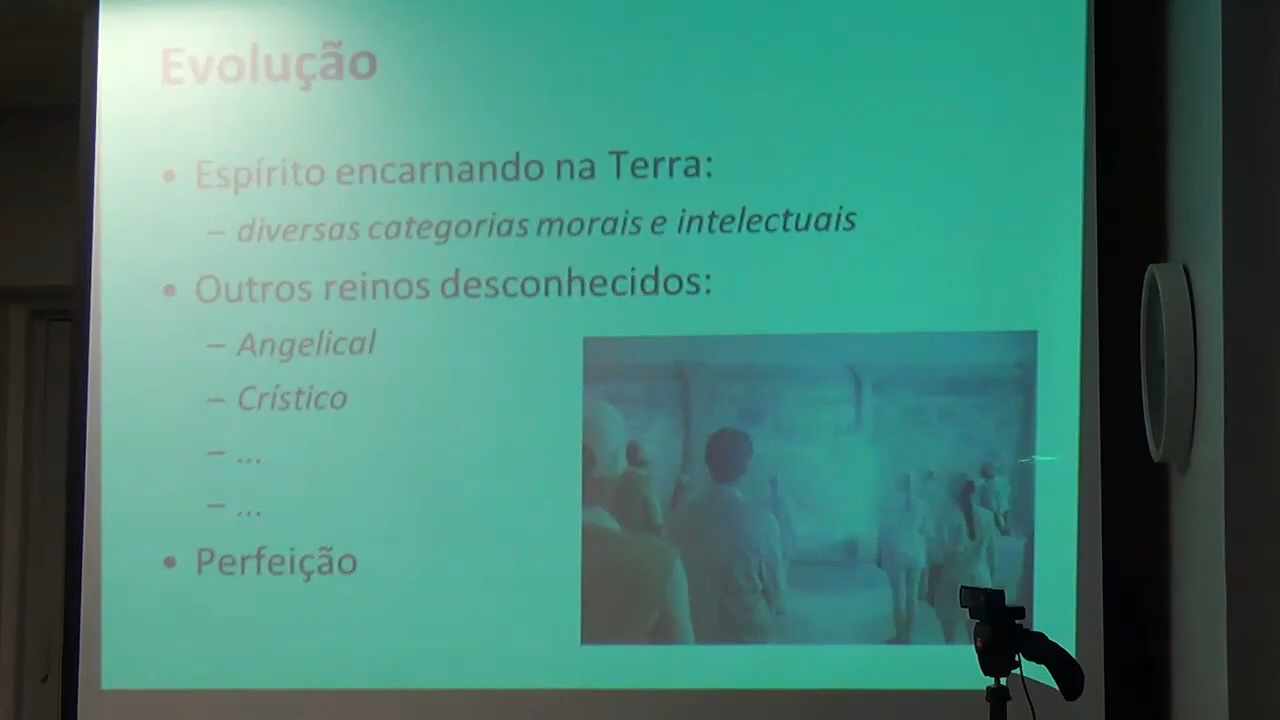 Evolução
• Espírito encarnando na Terra:
– diversas categorias morais e intelectuais
• Outros reinos desconhecidos:
– Angelical
– Crístico
– ...
– ...
• Perfeição